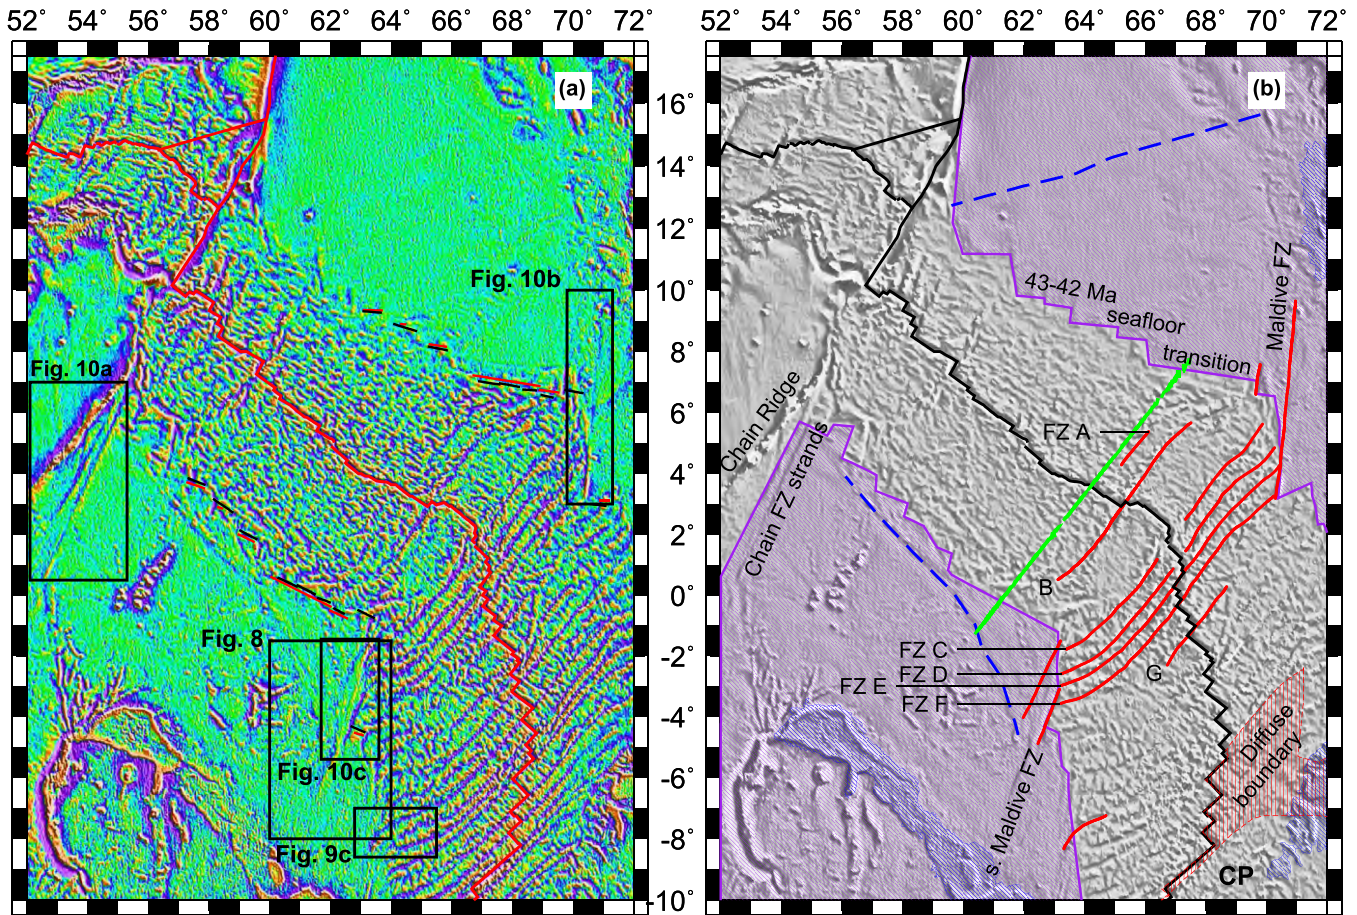 52° 54° 56° 58° 60° 62° 64° 66° 68° 70° 72°
52° 54° 56° 58° 60° 62° 64° 66° 68° 70° 72°
(a)
Fig. 10b
Fig. 10a
Fig. 8
Fig. 10c
Fig. 9c
16°
14°
12°
10°
8°
6°
4°
2°
0°
-2°
-4°
-6°
-8°
-10°
(b)
43-42 Ma
seafloor
transition
Maldive FZ
Chain Ridge
Chain FZ strands
FZ A
B
FZ C
FZ D
FZ E
FZ F
G
s. Maldive FZ
Diffuse
boundary
CP